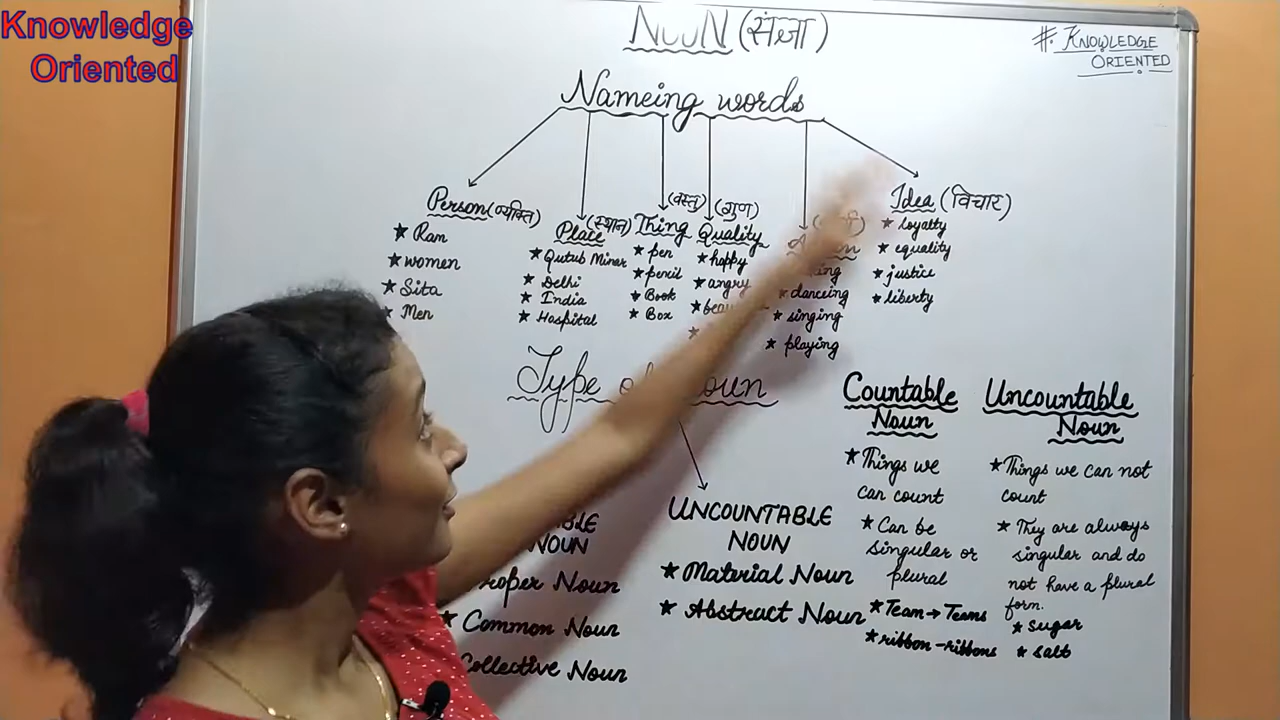 Knowledge
Oriented
NOUN (संज्ञा)
#. KNOWLEDGE
ORIENTED
Nameing words
Person (व्यक्ति)
★ Ram
★ women
★ Sita
★ Men
(स्थान)
Place
★ Qutub Minar
★ Delhi
★ India
★ Hospital
(वस्तु)
Thing
★ pen
★ pencil
★ Book
★ Box
(गुण)
Quality
★ happy
★ angry
★ danceing
★ singing
★ playing
Idea (विचार)
★ loyalty
★ equality
★ justice
★ liberty
Type of Noun
NOUN
Common Noun
Collective Noun
UNCOUNTABLE
NOUN
★ Material Noun
★ Abstract Noun
Countable
Noun
★ Things we
can count
★ Can be
singular or
plural
★ Team → Teams
★ ribbon - ribbons
Uncountable
Noun
★ Things we can not
count
★ They are always
singular and do
not have a plural
form.
★ sugar
★ salt